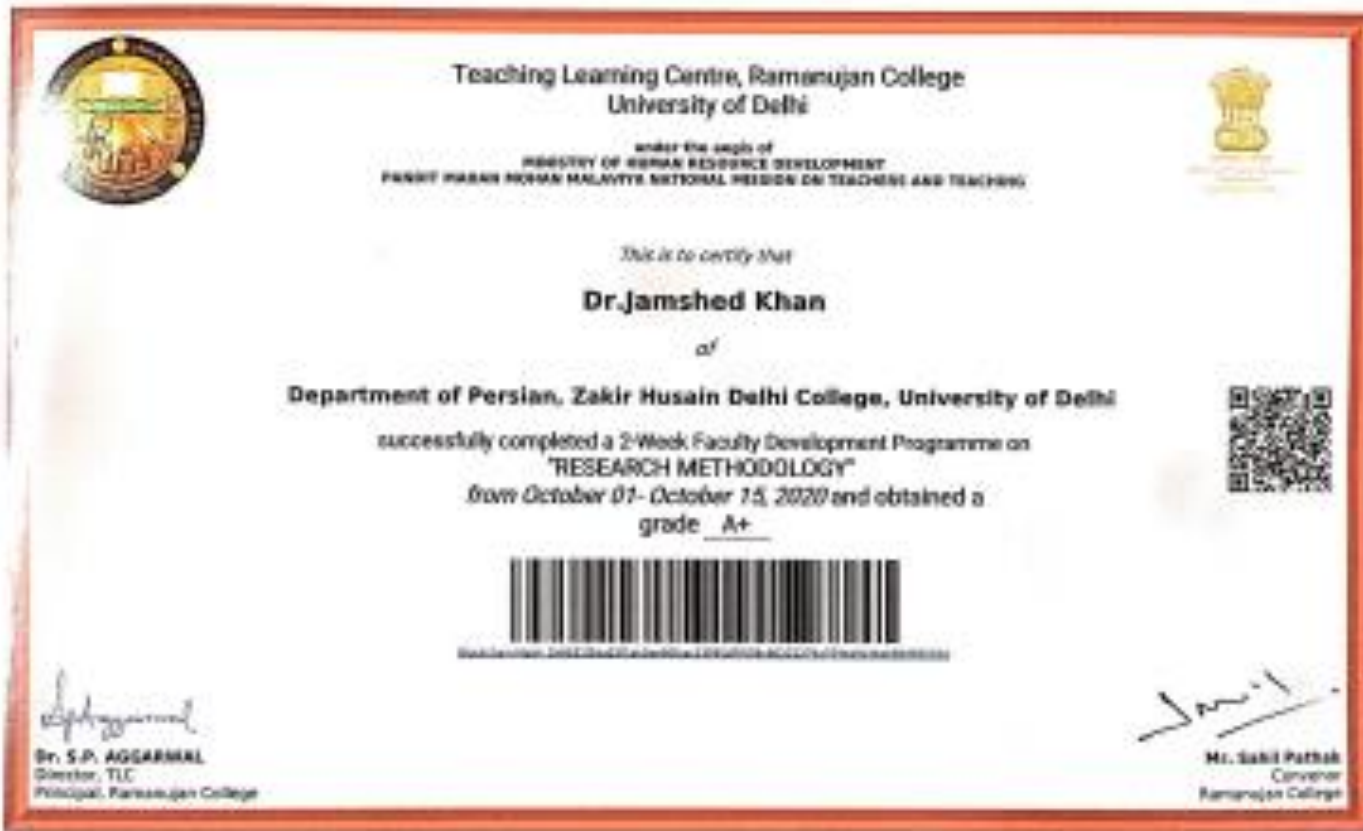 Teaching Learning Centre, Ramanujan College
University of Delhi
under the aegis of
MINISTRY OF HUMAN RESOURCE DEVELOPMENT
PANDIT MADAN MOHAN MALAVIYA NATIONAL MISSION ON TEACHERS AND TEACHING
This is to certify that
Dr.Jamshed Khan
of
Department of Persian, Zakir Husain Delhi College, University of Delhi
successfully completed a 2-Week Faculty Development Programme on
"RESEARCH METHODOLOGY"
from October 01- October 15, 2020 and obtained a
grade A+
Dr. S.P. AGGARWAL
Director, TLC
Principal, Ramanujan College
Mr. Sahil Pathak
Convenor
Ramanujan College